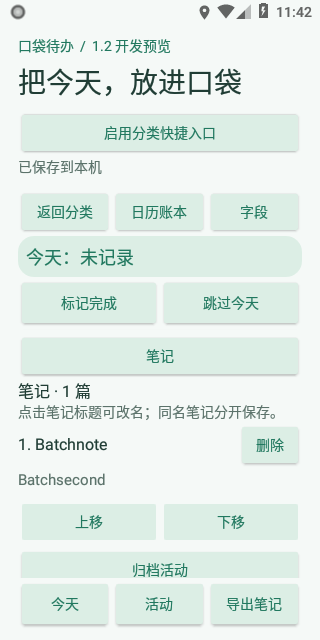 11:42
口袋待办 / 1.2 开发预览
把今天，放进口袋
启用分类快捷入口
已保存到本机
返回分类 日历账本 字段
今天：未记录
标记完成 跳过今天
笔记
笔记 · 1 篇
点击笔记标题可改名；同名笔记分开保存。
1. Batchnote 删除
Batchsecond
上移 下移
归档活动
今天 活动 导出笔记